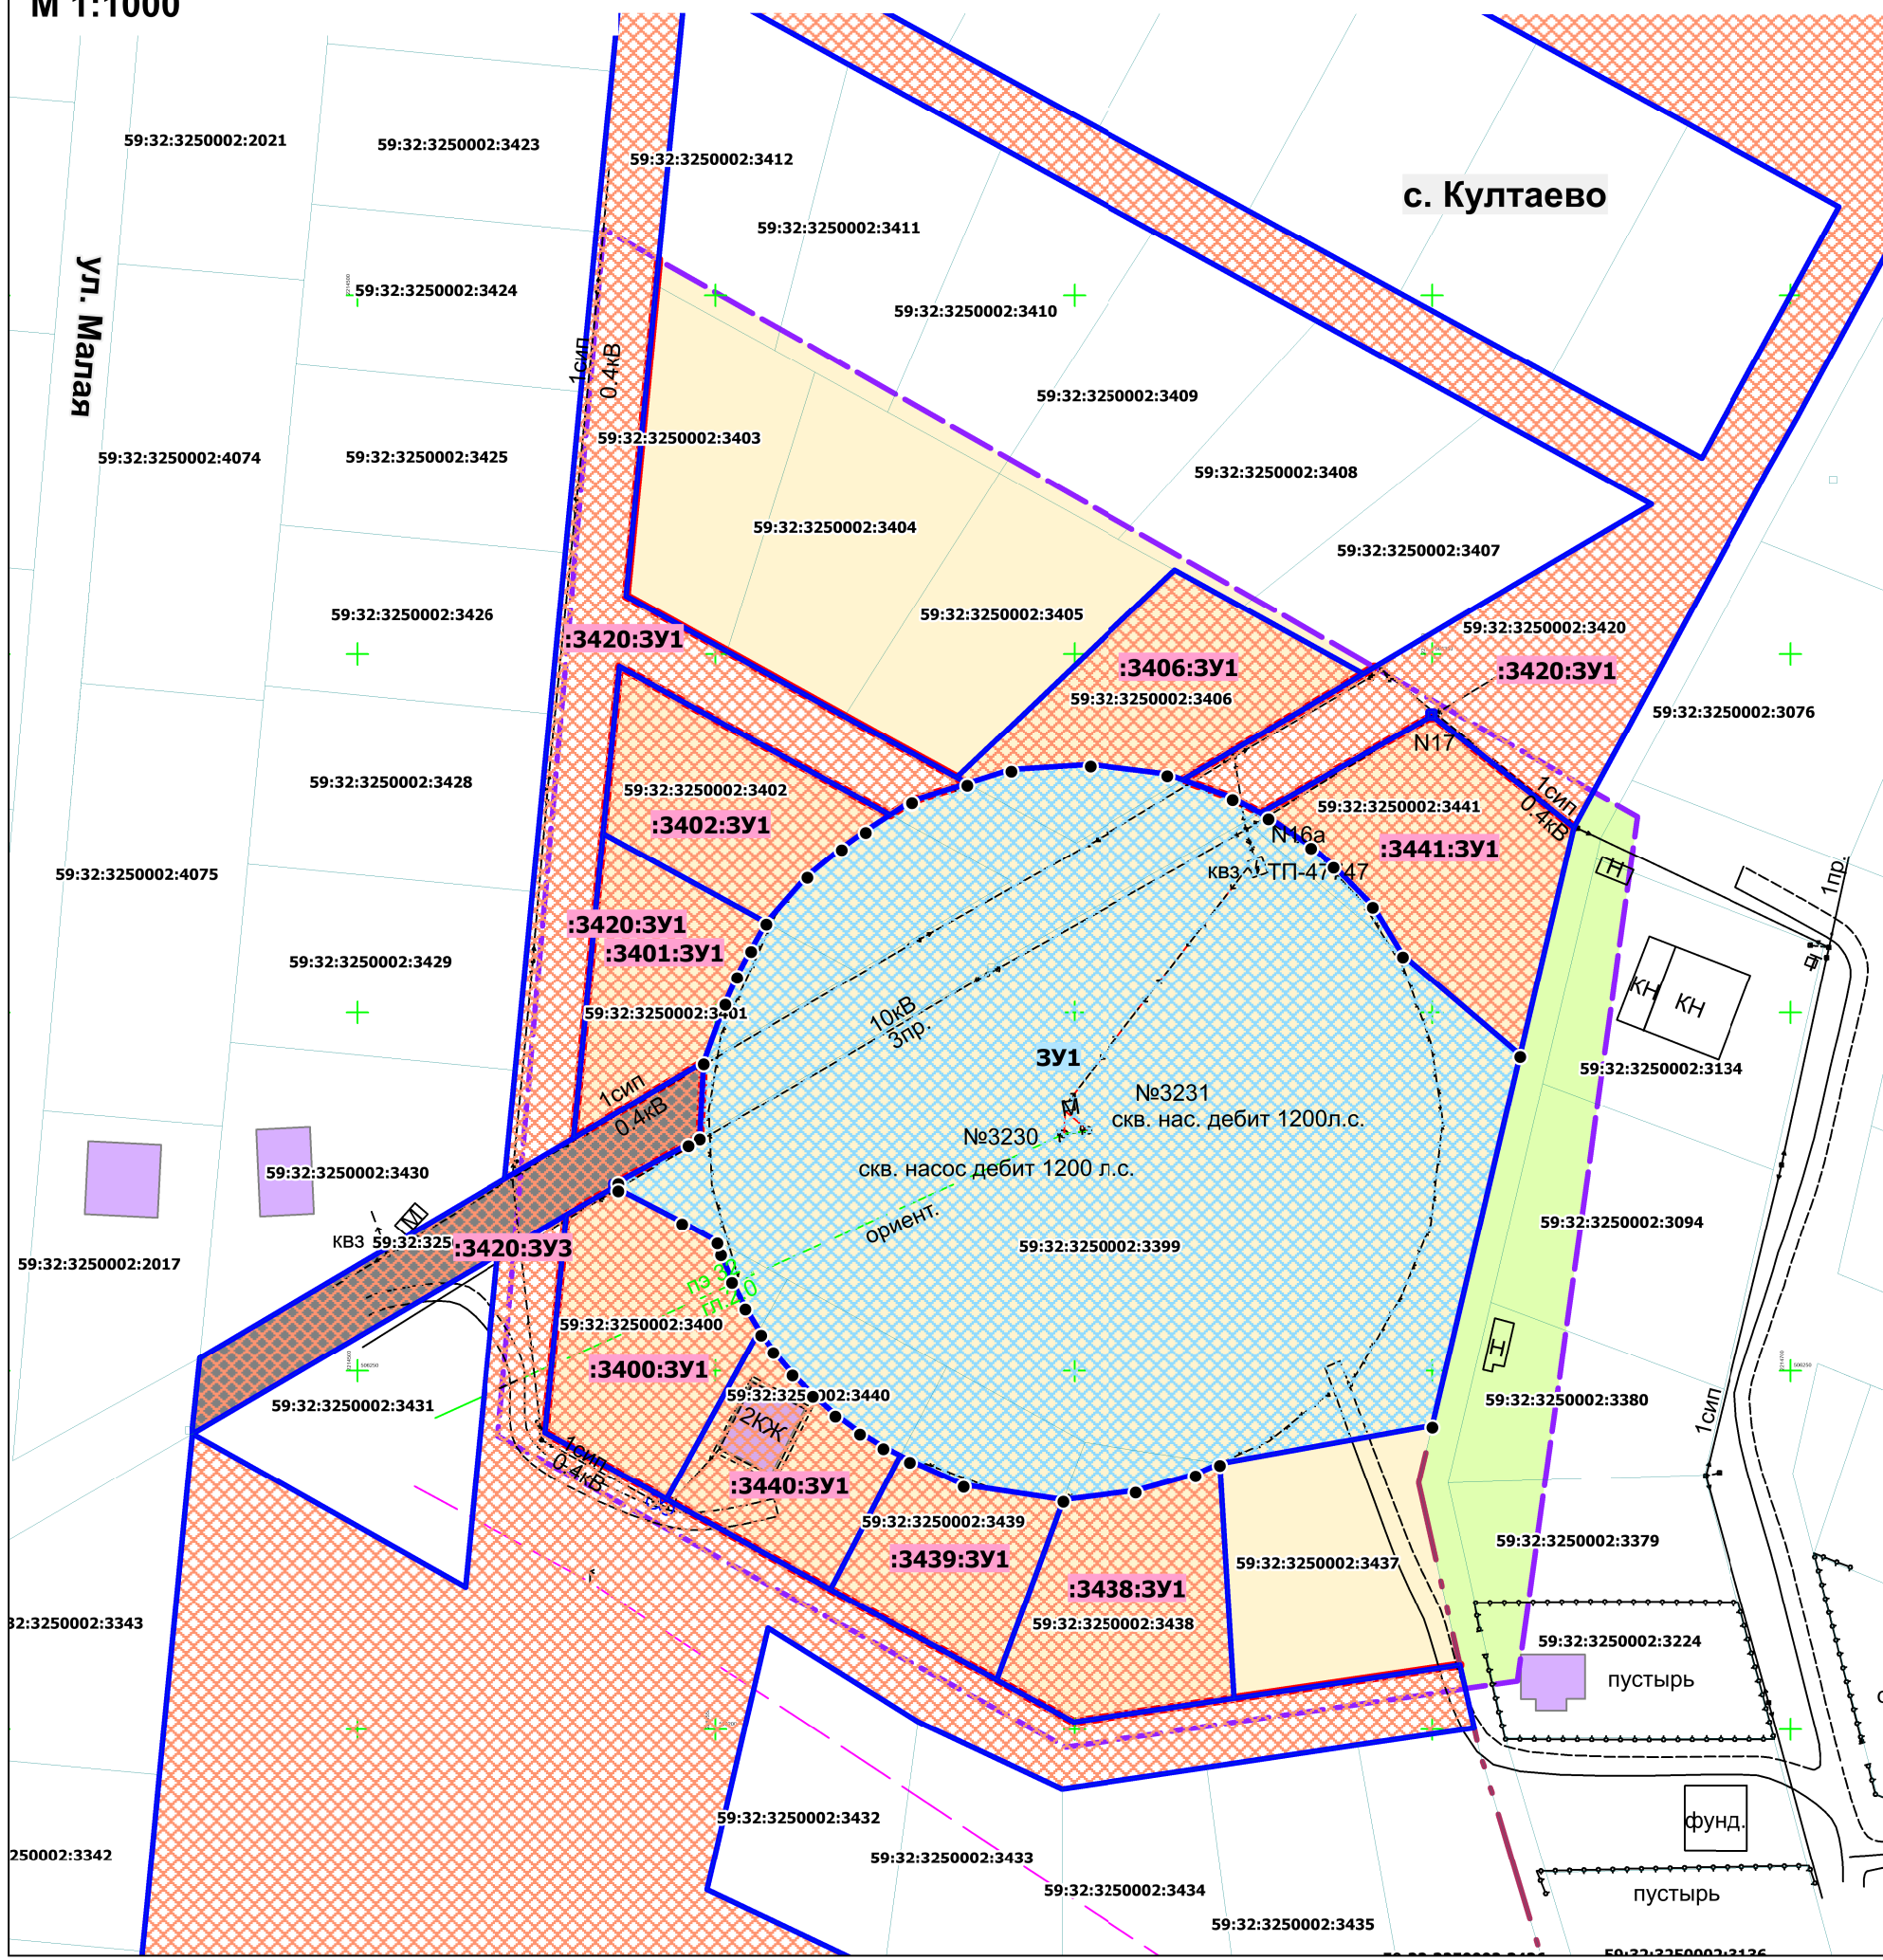 М 1:1000
59:32:3250002:2021
59:32:3250002:3423
59:32:3250002:3412
с. Култаево
59:32:3250002:3411
ул. Малая
59:32:3250002:3424
59:32:3250002:3410
1сип
0.4кВ
59:32:3250002:3409
59:32:3250002:3403
59:32:3250002:4074
59:32:3250002:3425
59:32:3250002:3408
59:32:3250002:3404
59:32:3250002:3407
59:32:3250002:3426
59:32:3250002:3405
59:32:3250002:3420
:3420:ЗУ1
:3406:ЗУ1
:3420:ЗУ1
59:32:3250002:3406
59:32:3250002:3076
N17
59:32:3250002:3428
59:32:3250002:3402
1сип
0.4кВ
59:32:3250002:3441
:3402:ЗУ1
N16а
:3441:ЗУ1
59:32:3250002:4075
квз
ТП-47
47
Н
1пр.
:3420:ЗУ1
:3401:ЗУ1
59:32:3250002:3429
КН
КН
59:32:3250002:3401
10кВ
3пр.
ЗУ1
59:32:3250002:3134
1сип
0.4кВ
№3231
скв. нас. дебит 1200л.с.
М
№3230
скв. насос дебит 1200 л.с.
59:32:3250002:3430
М
ориент.
59:32:3250002:3094
квз
59:32:325
:3420:ЗУ3
59:32:3250002:3399
59:32:3250002:2017
59:32:3250002:3400
Н
:3400:ЗУ1
59:32:3250002:3440
59:32:3250002:3431
59:32:3250002:3380
2КЖ
1сип
1сип
0.4кВ
:3440:ЗУ1
59:32:3250002:3439
59:32:3250002:3379
:3439:ЗУ1
59:32:3250002:3437
:3438:ЗУ1
32:3250002:3343
59:32:3250002:3438
59:32:3250002:3224
пустырь
59:32:3250002:3432
фунд.
250002:3342
59:32:3250002:3433
59:32:3250002:3434
пустырь
59:32:3250002:3435